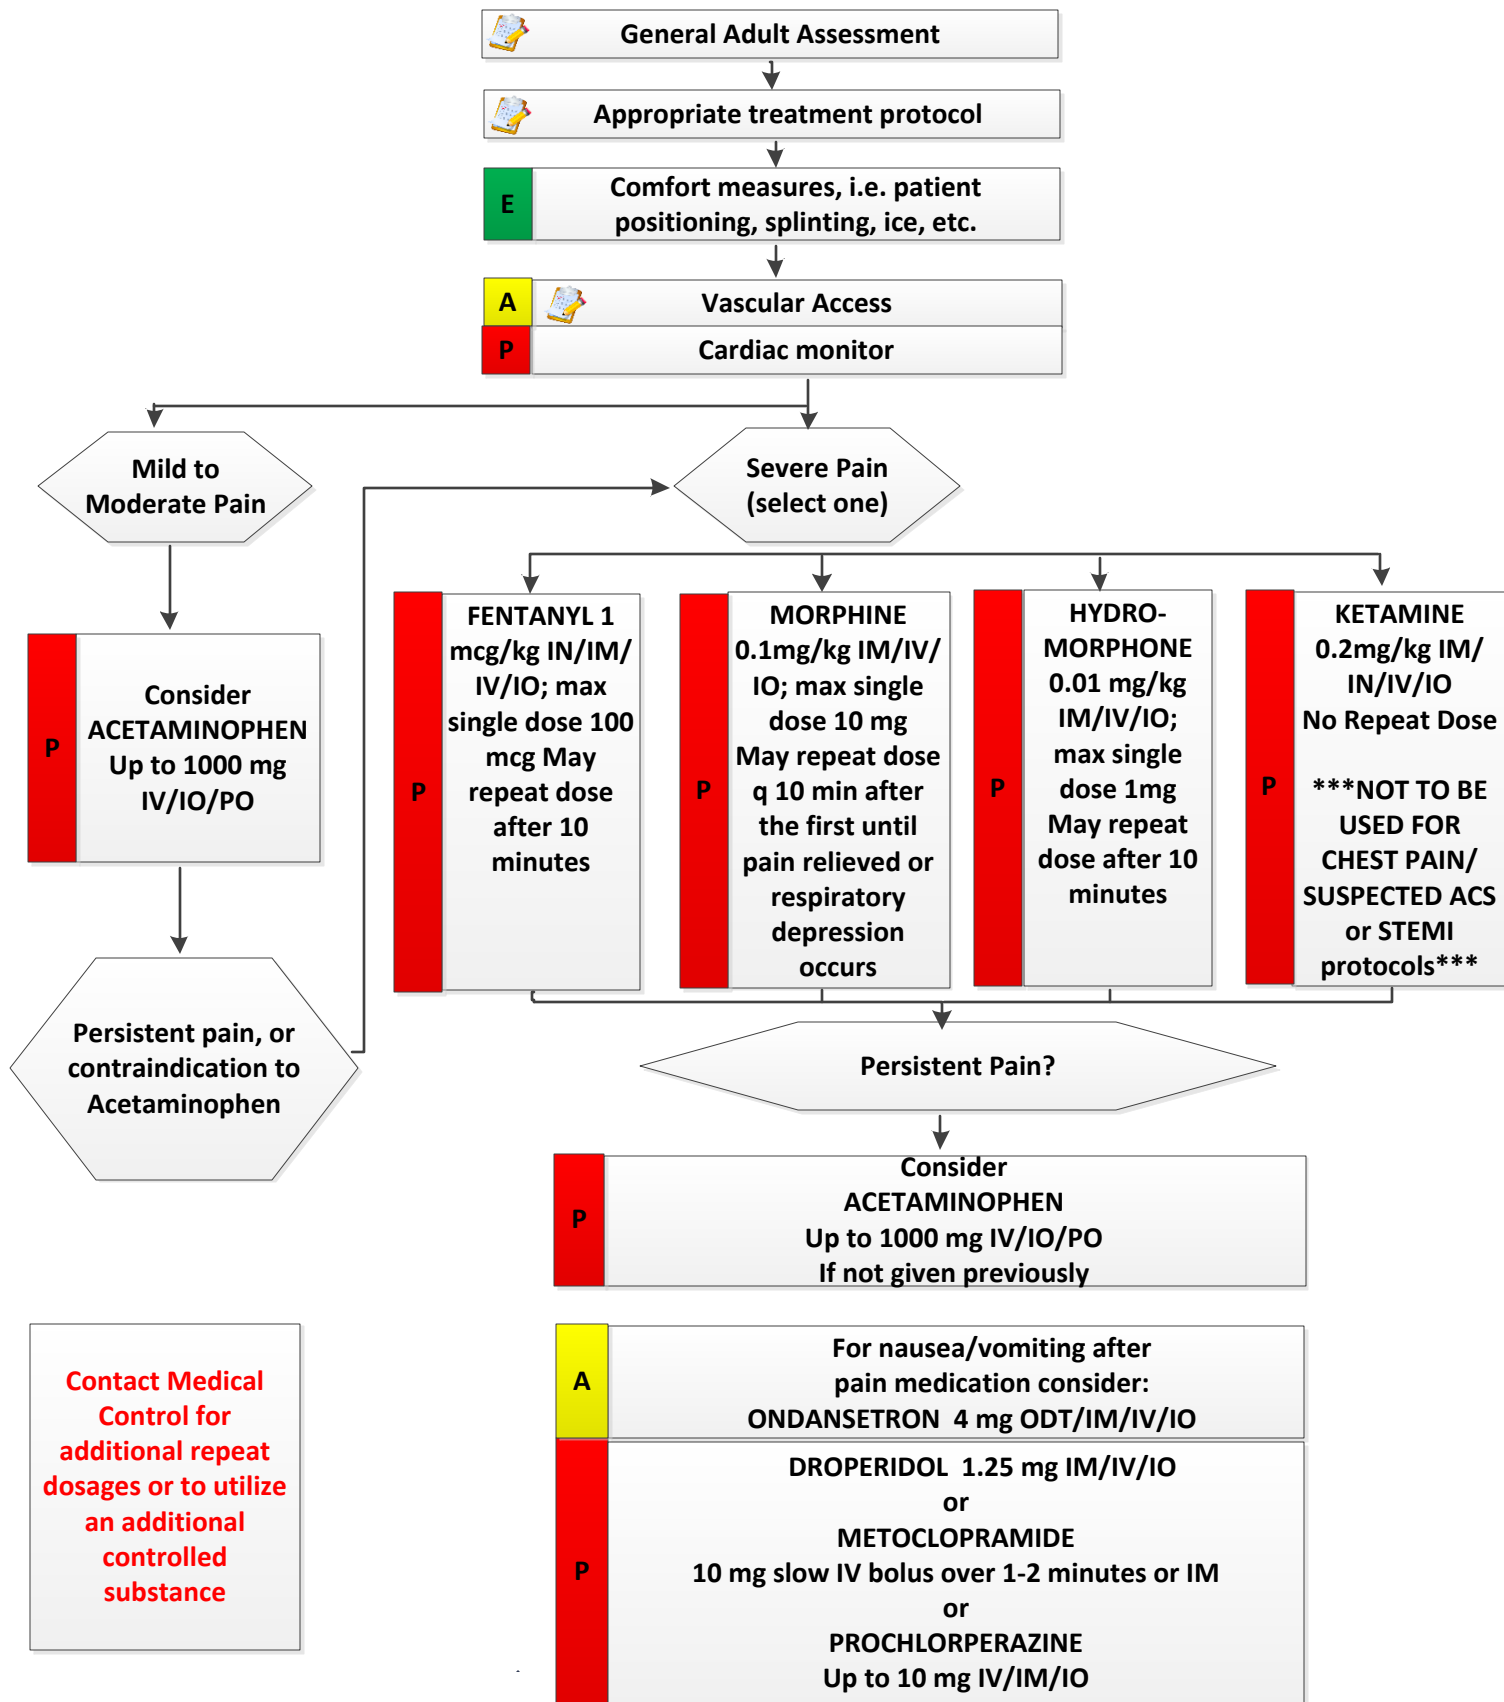 General Adult Assessment
Appropriate treatment protocol
E
Comfort measures, i.e. patient
positioning, splinting, ice, etc.
A
Vascular Access
P
Cardiac monitor
Mild to
Moderate Pain
Severe Pain
(select one)
P
Consider
ACETAMINOPHEN
Up to 1000 mg
IV/IO/PO
Persistent pain, or
contraindication to
Acetaminophen
P
FENTANYL 1
mcg/kg IN/IM/
IV/IO; max
single dose 100
mcg May
repeat dose
after 10
minutes
P
MORPHINE
0.1mg/kg IM/IV/
IO; max single
dose 10 mg
May repeat dose
q 10 min after
the first until
pain relieved or
respiratory
depression
occurs
P
HYDRO-
MORPHONE
0.01 mg/kg
IM/IV/IO;
max single
dose 1mg
May repeat
dose after 10
minutes
P
KETAMINE
0.2mg/kg IM/
IN/IV/IO
No Repeat Dose
***NOT TO BE
USED FOR
CHEST PAIN/
SUSPECTED ACS
or STEMI
protocols***
Persistent Pain?
P
Consider
ACETAMINOPHEN
Up to 1000 mg IV/IO/PO
If not given previously
Contact Medical
Control for
additional repeat
dosages or to utilize
an additional
controlled
substance
A
For nausea/vomiting after
pain medication consider:
ONDANSETRON 4 mg ODT/IM/IV/IO
P
DROPERIDOL 1.25 mg IM/IV/IO
or
METOCLOPRAMIDE
10 mg slow IV bolus over 1-2 minutes or IM
or
PROCHLORPERAZINE
Up to 10 mg IV/IM/IO